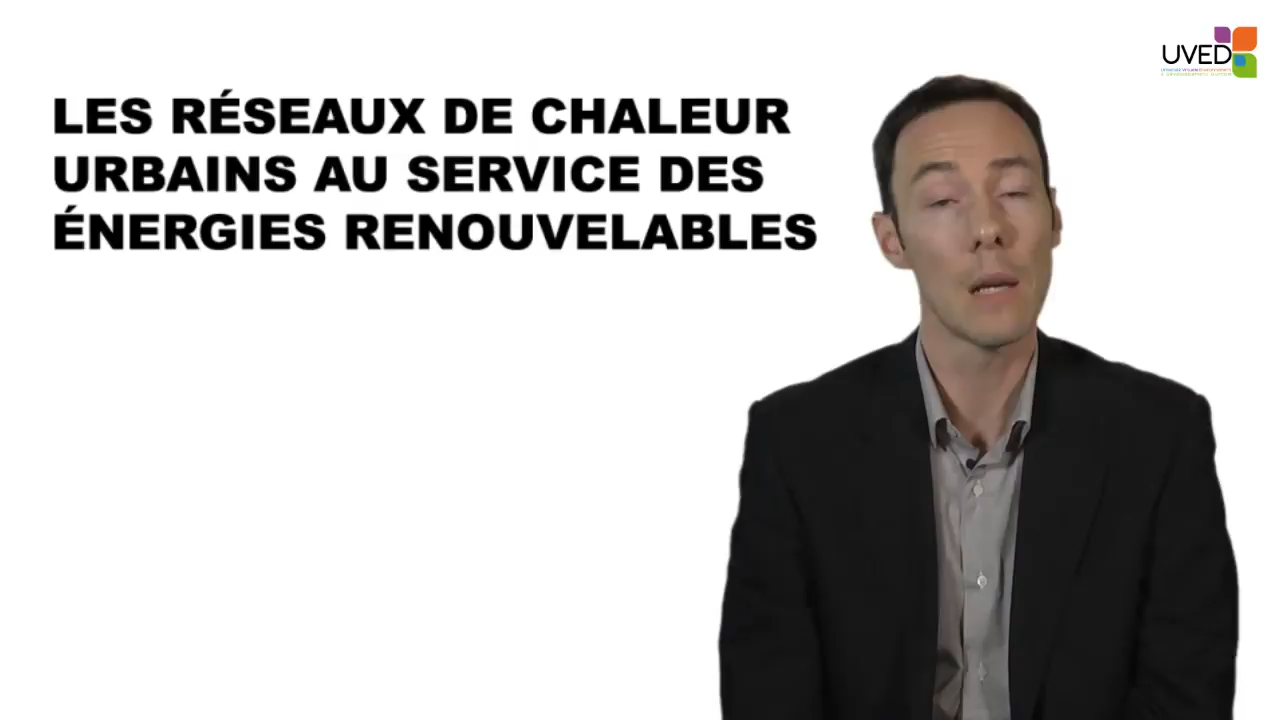 LES RÉSEAUX DE CHALEUR
URBAINS AU SERVICE DES
ÉNERGIES RENOUVELABLES
UVED